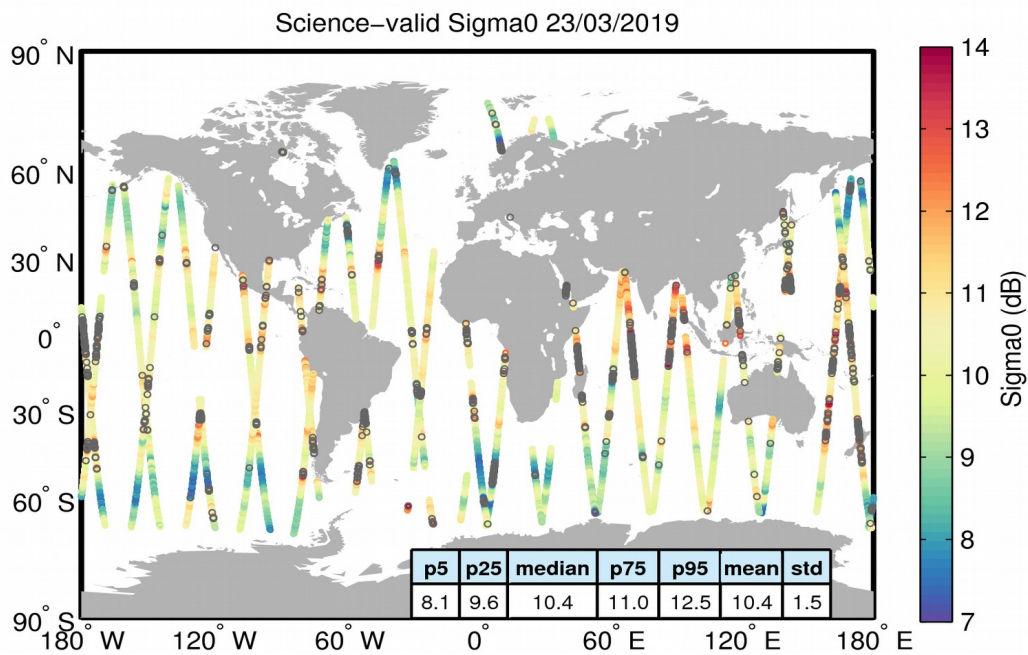 Science−valid Sigma0 23/03/2019
90° N
60° N
30° N
0°
30° S
60° S
90° S
180° W
120° W
60° W
0°
60° E
120° E
180° E
14
13
12
11
10
9
8
7
Sigma0 (dB)
p5 p25 median p75 p95 mean std
8.1 9.6 10.4 11.0 12.5 10.4 1.5